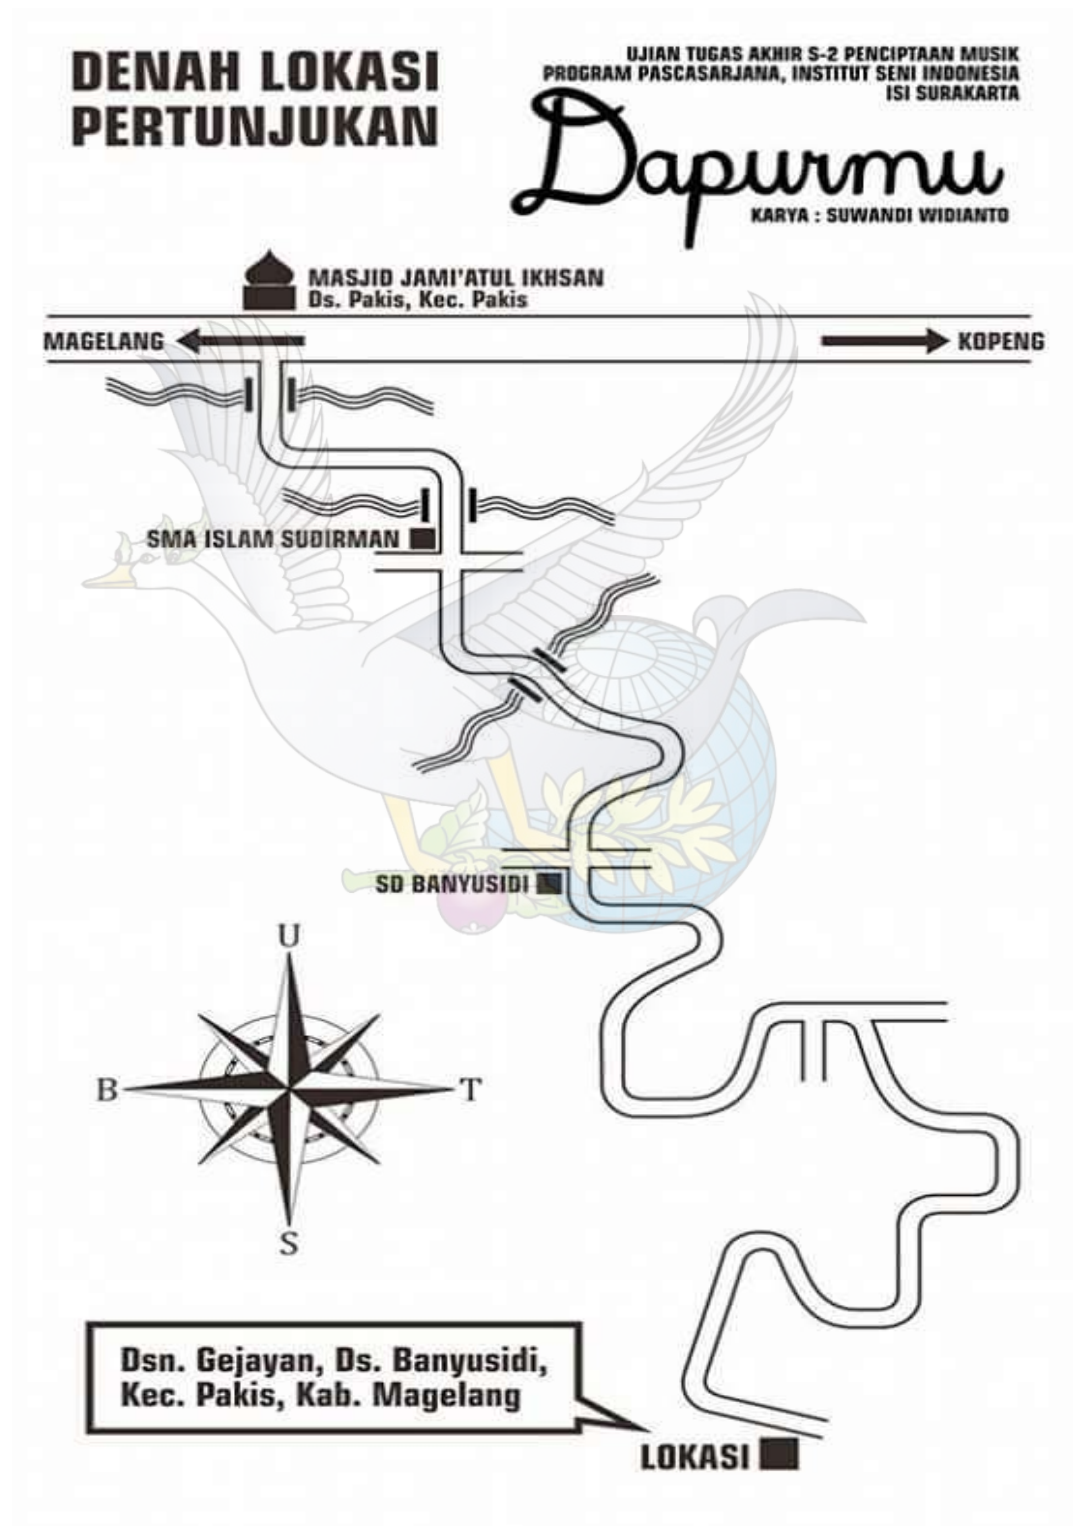 DENAH LOKASI
PERTUNJUKAN
UJIAN TUGAS AKHIR S-2 PENCIPTAAN MUSIK
PROGRAM PASCASARJANA, INSTITUT SENI INDONESIA
ISI SURAKARTA
Dapurmu
KARYA : SUWANDI WIDIANTO
MASJID JAMI'ATUL IKHSAN
Ds. Pakis, Kec. Pakis
MAGELANG
KOPENG
SMA ISLAM SUDIRMAN
SD BANYUSIDI
U
B
T
S
Dsn. Gejayan, Ds. Banyusidi,
Kec. Pakis, Kab. Magelang
LOKASI